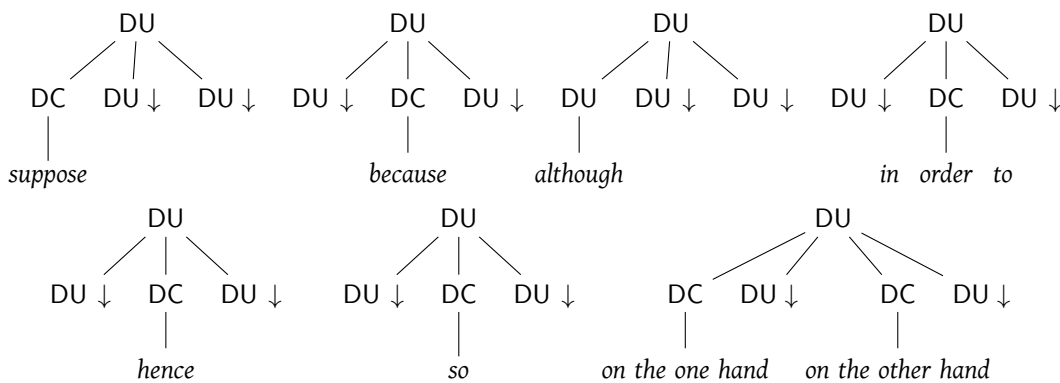 DU DU DU DU
DC DU ↓ DU ↓ DU ↓ DC DU ↓ DU DU ↓ DU ↓ DU ↓ DC DU ↓
suppose because although in order to
DU DU DU
DU ↓ DC DU ↓ DU ↓ DC DU ↓ DC DU ↓ DC DU ↓
hence so on the one hand on the other hand